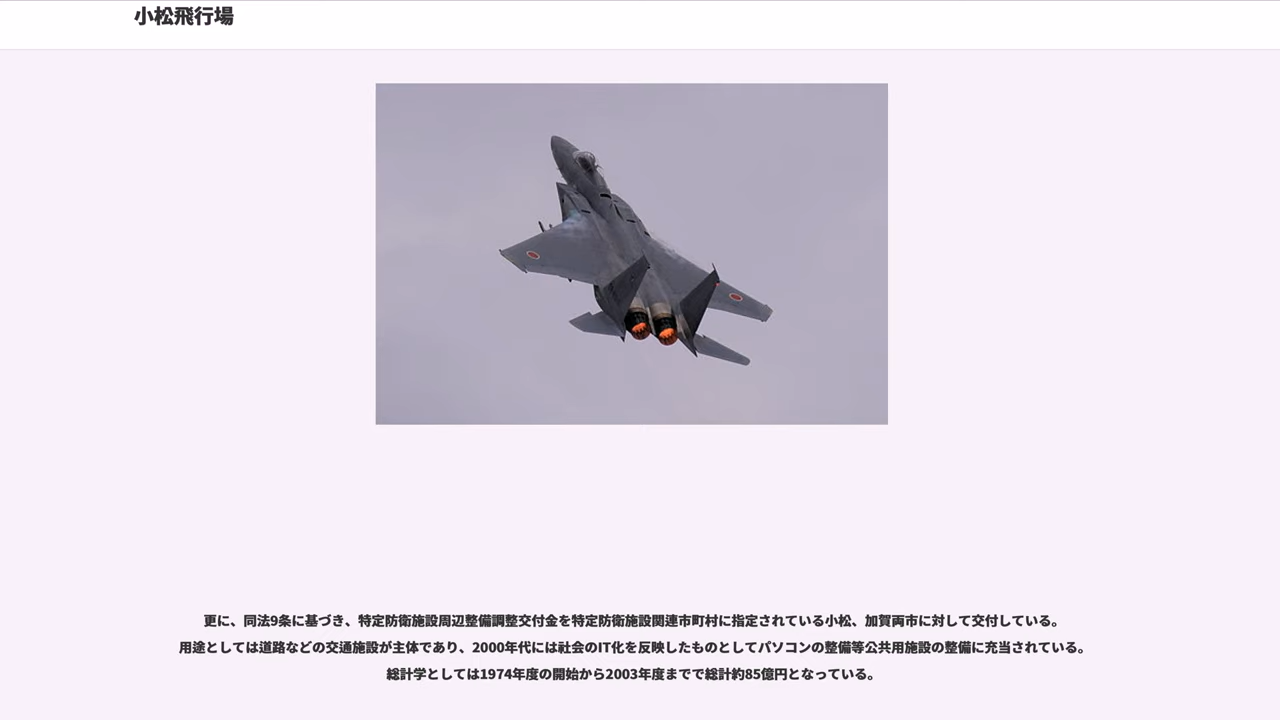 小松飛行場
更に、同法9条に基づき、特定防衛施設周辺整備調整交付金を特定防衛施設関連市町村に指定されている小松、加賀両市に対して交付している。
用途としては道路などの交通施設が主体であり、2000年代には社会のIT化を反映したものとしてパソコンの整備等公共用施設の整備に充当されている。
総計学としては1974年度の開始から2003年度までで総計約85億円となっている。